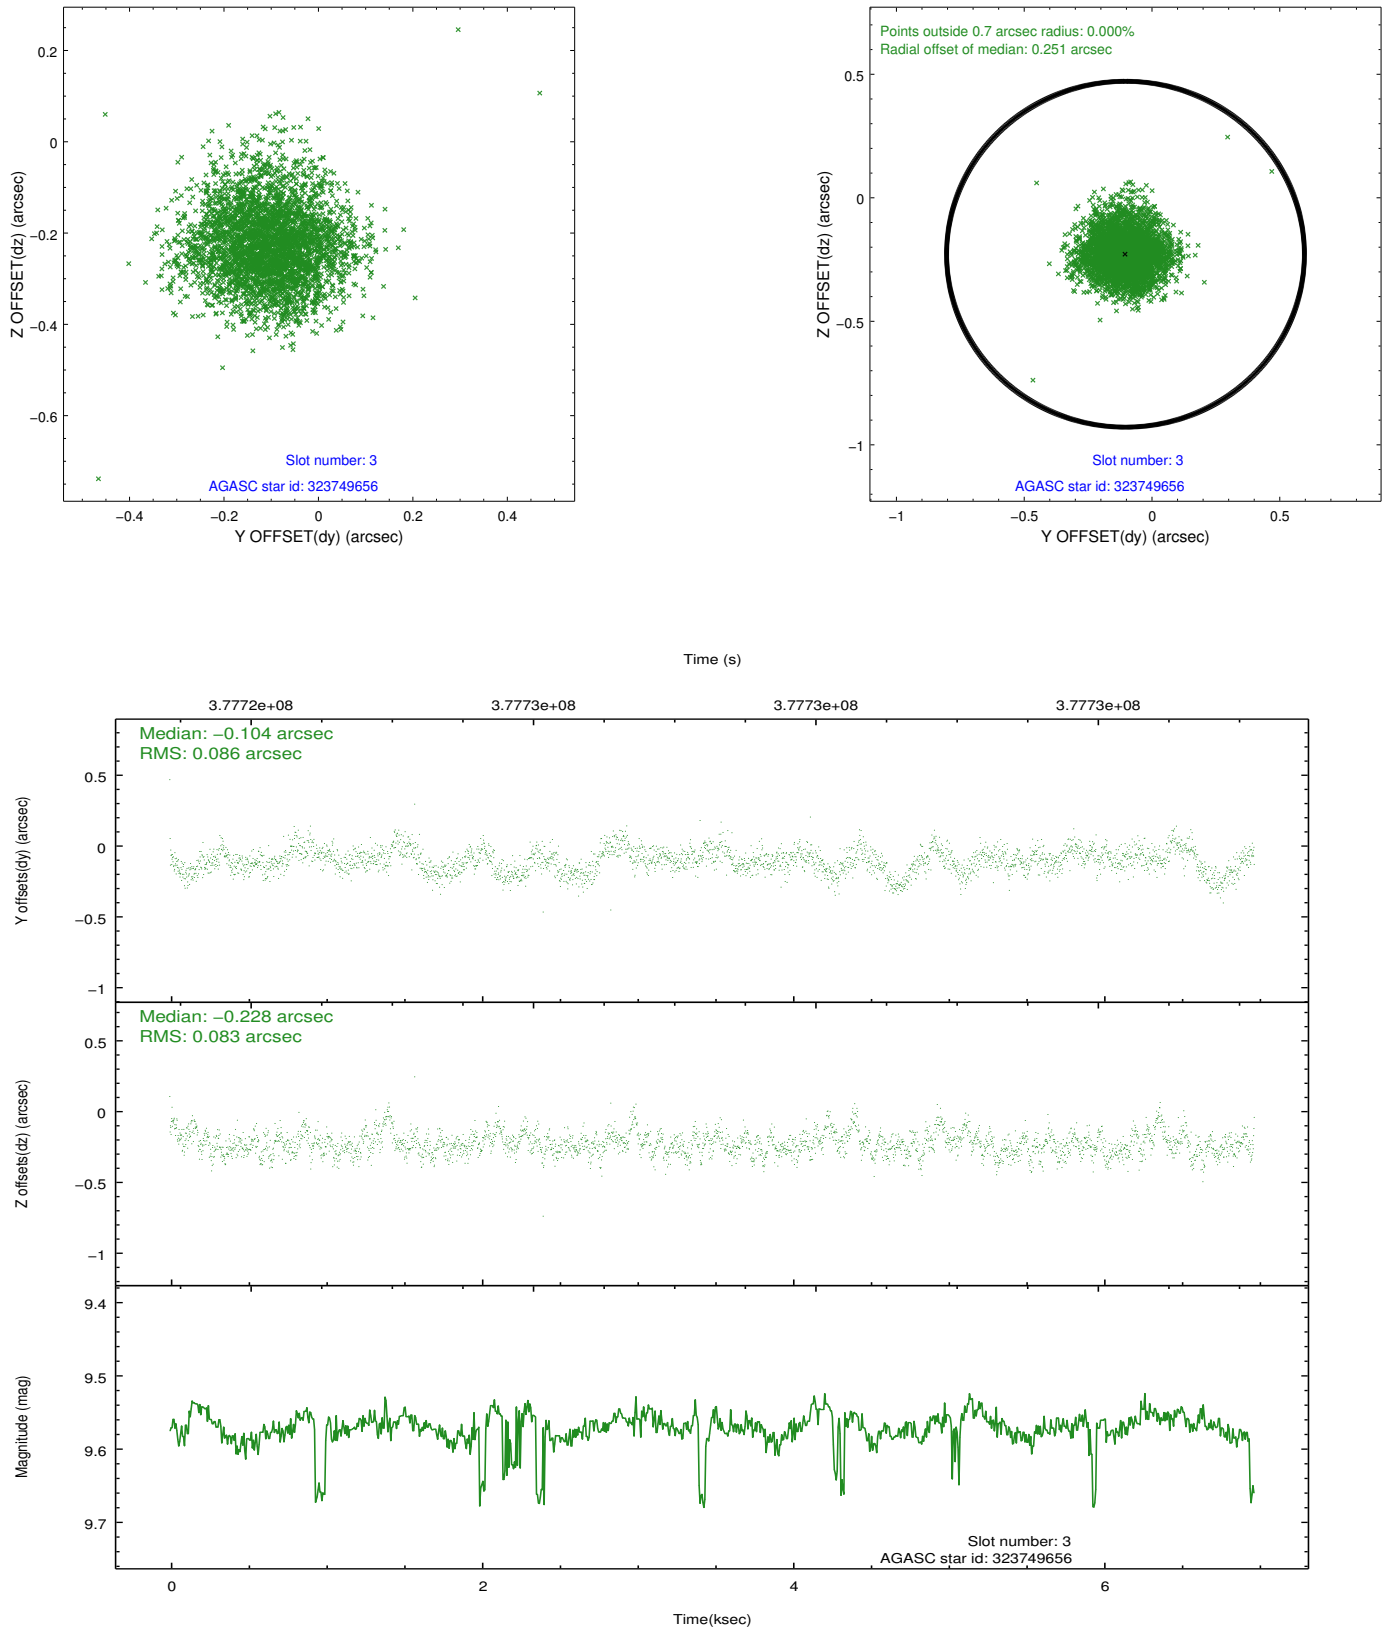 0.2
0
−0.2
−0.4
−0.6
Z OFFSET(dz) (arcsec)
Slot number: 3
AGASC star id: 323749656
−0.4
−0.2
0
0.2
0.4
Y OFFSET(dy) (arcsec)
Points outside 0.7 arcsec radius: 0.000%
Radial offset of median: 0.251 arcsec
0.5
0
−0.5
−1
Z OFFSET(dz) (arcsec)
Slot number: 3
AGASC star id: 323749656
−1
−0.5
0
0.5
Y OFFSET(dy) (arcsec)
Time (s)
3.7772e+08
3.7773e+08
3.7773e+08
3.7773e+08
Median: −0.104 arcsec
RMS: 0.086 arcsec
0.5
0
−0.5
−1
Y offsets(dy) (arcsec)
Median: −0.228 arcsec
RMS: 0.083 arcsec
0.5
0
−0.5
−1
Z offsets(dz) (arcsec)
9.4
9.5
9.6
9.7
Magnitude (mag)
Slot number: 3
AGASC star id: 323749656
0
2
4
6
Time(ksec)